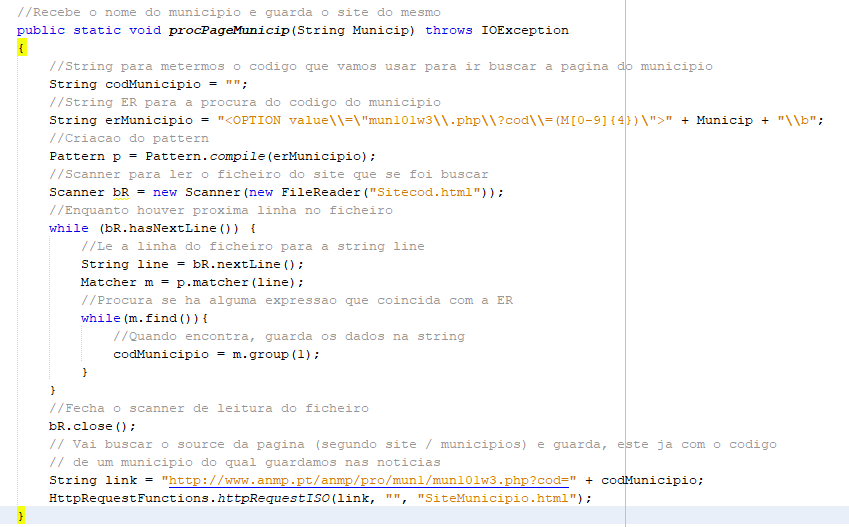 //Recebe o nome do municipio e guarda o site do mesmo
public static void procPageMunicip(String Municip) throws IOException
{
//String para metermos o codigo que vamos usar para ir buscar a pagina do municipio
String codMunicipio = "";
//String ER para a procura do codigo do municipio
String erMunicipio = "<OPTION value\\=\"mun101w3\\.php\\?cod\\=(M[0-9]{4})\">" + Municip + "\\b";
//Criacao do pattern
Pattern p = Pattern.compile(erMunicipio);
//Scanner para ler o ficheiro do site que se foi buscar
Scanner bR = new Scanner(new FileReader("Sitecod.html"));
//Enquanto houver proxima linha no ficheiro
while (bR.hasNextLine()) {
//Le a linha do ficheiro para a string line
String line = bR.nextLine();
Matcher m = p.matcher(line);
//Procura se ha alguma expressao que coincida com a ER
while(m.find()){
//Quando encontra, guarda os dados na string
codMunicipio = m.group(1);
}
}
//Fecha o scanner de leitura do ficheiro
bR.close();
// Vai buscar o source da pagina (segundo site / municipios) e guarda, este ja com o codigo
// de um municipio do qual guardamos nas noticias
String link = "http://www.anmp.pt/anmp/pro/mun1/mun101w3.php?cod=" + codMunicipio;
HttpRequestFunctions.httpRequestISO(link, "", "SiteMunicipio.html");
}